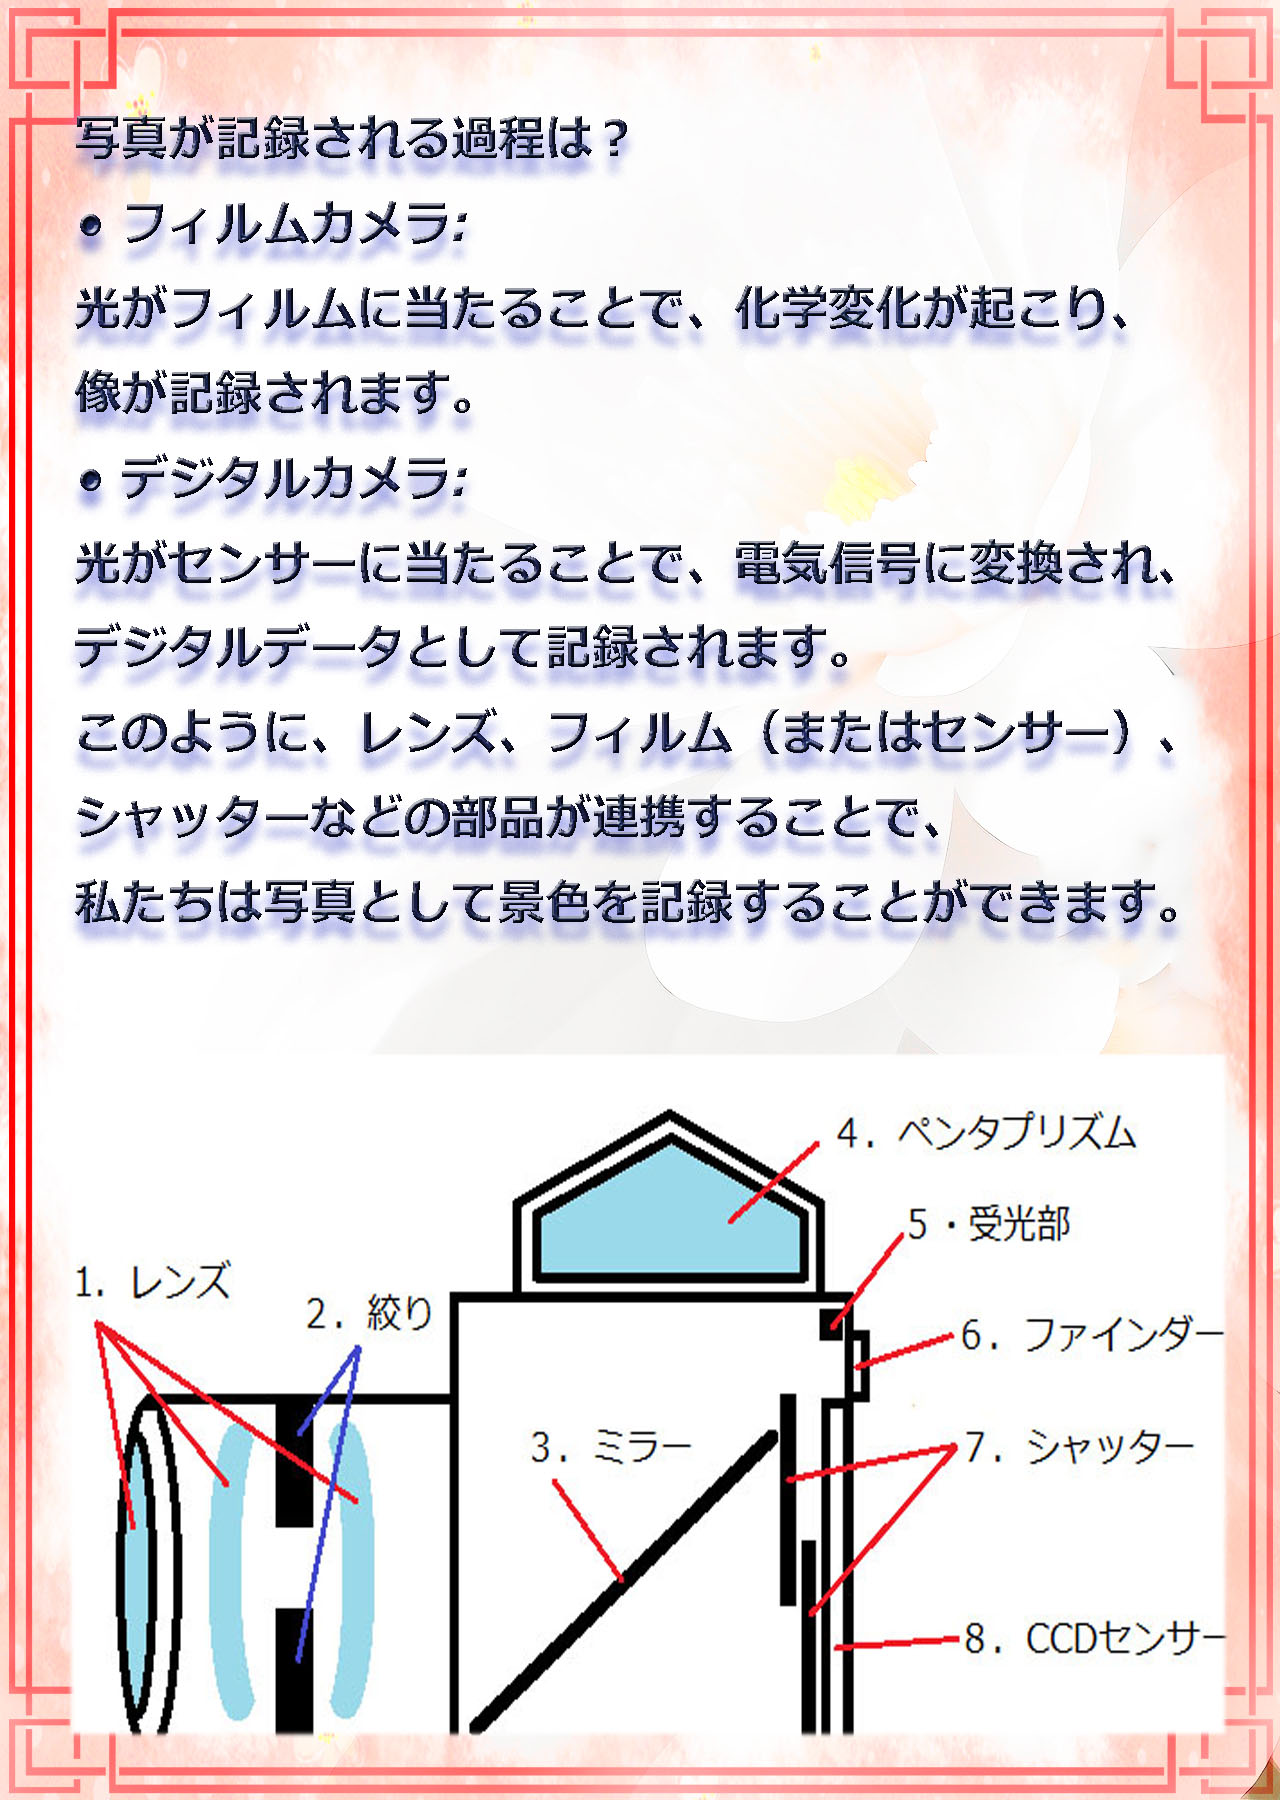 写真が記録される過程は？
• フィルムカメラ:
光がフィルムに当たることで、化学変化が起こり、
像が記録されます。
• デジタルカメラ:
光がセンサーに当たることで、電気信号に変換され、
デジタルデータとして記録されます。
このように、レンズ、フィルム（またはセンサー）、
シャッターなどの部品が連携することで、
私たちは写真として景色を記録することができます。
4．ペンタプリズム
5・受光部
1．レンズ
2．絞り
6．ファインダー
3．ミラー
7．シャッター
8．CCDセンサー